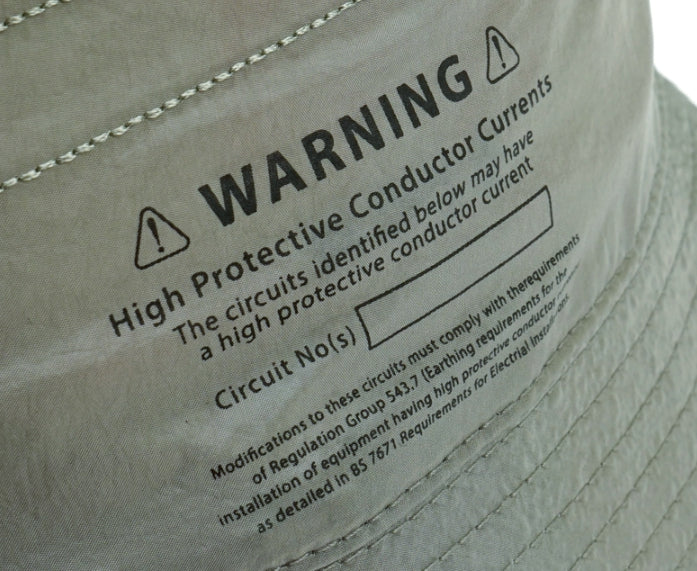 WARNING
High Protective Conductor Currents
The circuits identified below may have
a high protective conductor current
Circuit No(s)
Modifications to these circuits must comply with therequirements
of Regulation Group 543.7 (Earthing requirements for the
installation of equipment having high protective conductor
as detailed in BS 7671 Requirements for Electrial